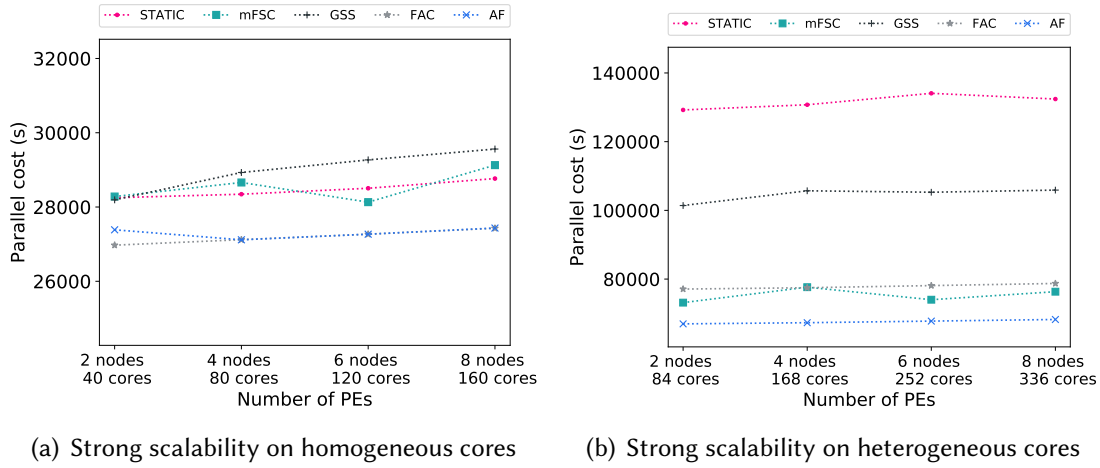 STATIC mFSC GSS FAC AF
32000
30000
28000
26000
Parallel cost (s)
2 nodes 4 nodes 6 nodes 8 nodes
40 cores 80 cores 120 cores 160 cores
Number of PEs
(a) Strong scalability on homogeneous cores
STATIC mFSC GSS FAC AF
140000
120000
100000
80000
Parallel cost (s)
2 nodes 4 nodes 6 nodes 8 nodes
84 cores 168 cores 252 cores 336 cores
Number of PEs
(b) Strong scalability on heterogeneous cores